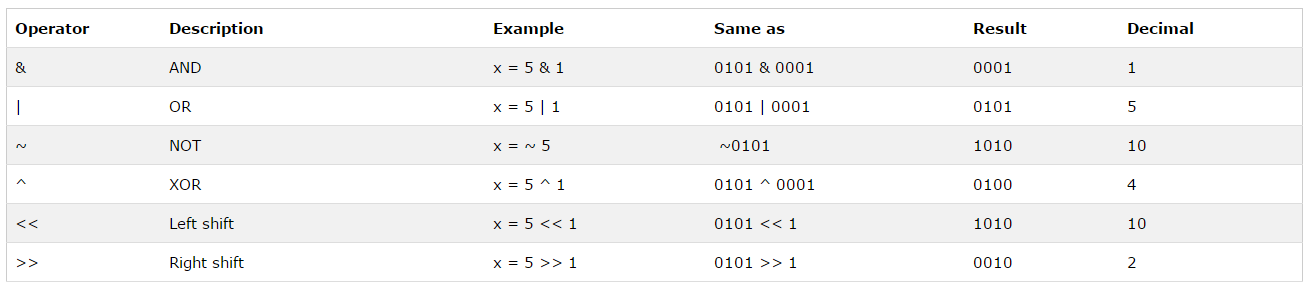 Operator Description Example Same as Result Decimal
& AND x = 5 & 1 0101 & 0001 0001 1
| OR x = 5 | 1 0101 | 0001 0101 5
~ NOT x = ~ 5 ~0101 1010 10
^ XOR x = 5 ^ 1 0101 ^ 0001 0100 4
<< Left shift x = 5 << 1 0101 << 1 1010 10
>> Right shift x = 5 >> 1 0101 >> 1 0010 2